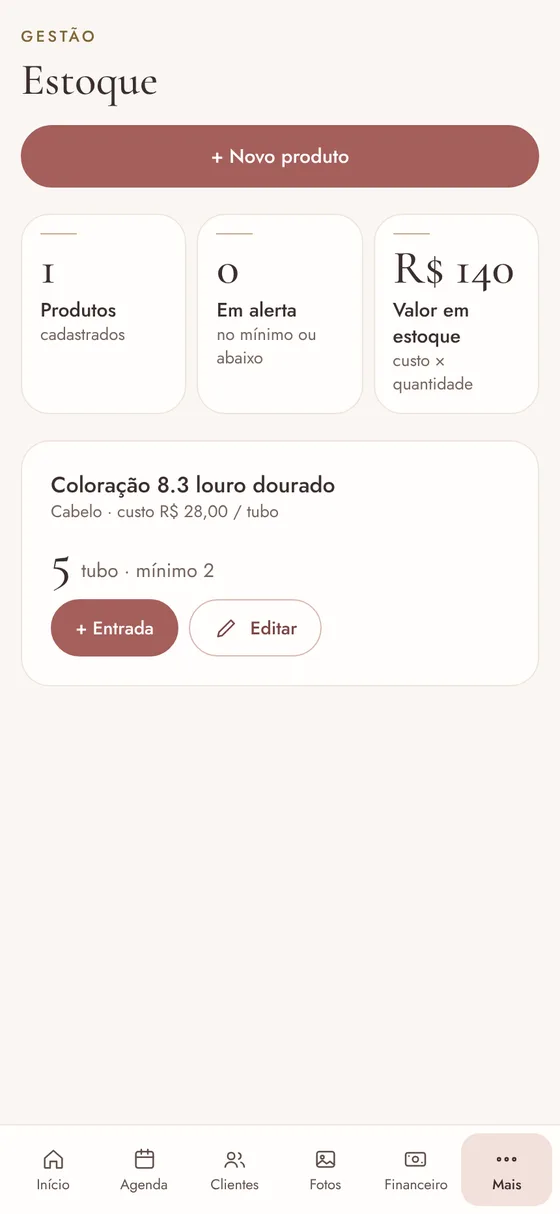 GESTÃO
Estoque
+ Novo produto
1
Produtos
cadastrados
0
Em alerta
no mínimo ou
abaixo
R$ 140
Valor em
estoque
custo ×
quantidade
Coloração 8.3 louro dourado
Cabelo · custo R$ 28,00 / tubo
5 tubo · mínimo 2
+ Entrada
Editar
Início
Agenda
Clientes
Fotos
Financeiro
Mais